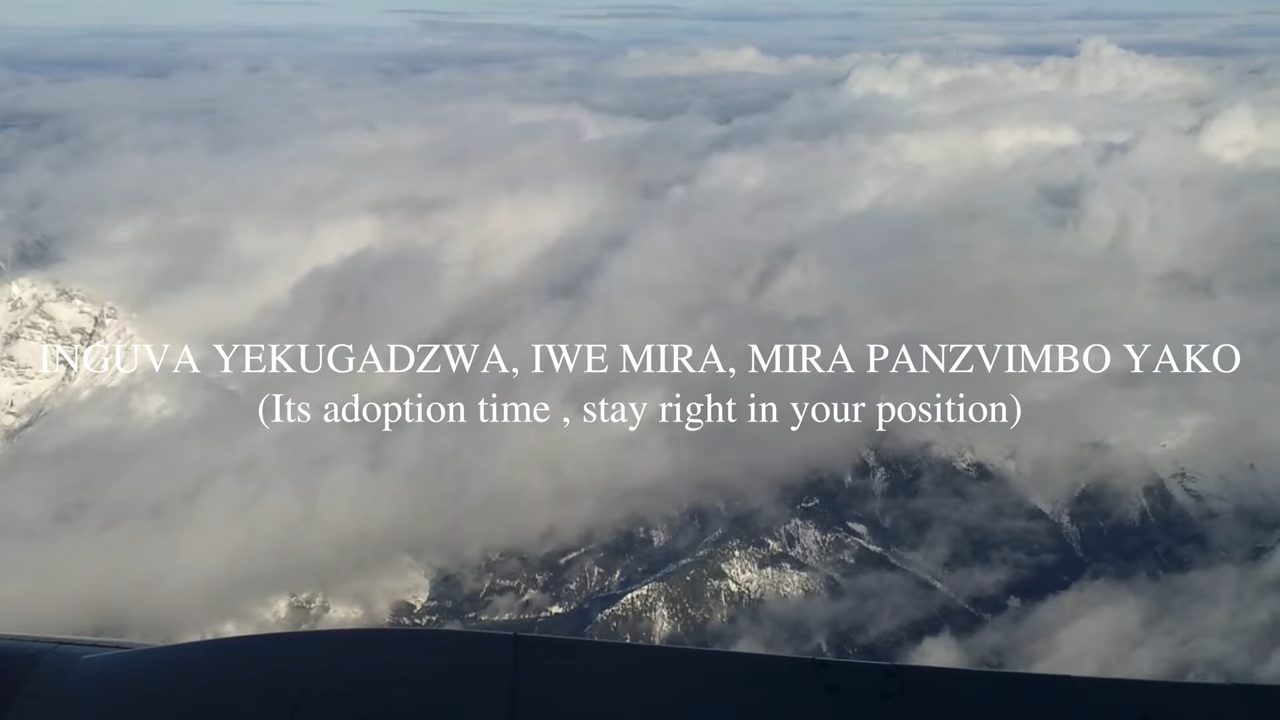 INGUVA YEKUGADZWA, IWE MIRA, MIRA PANZVIMBO YAKO
(Its adoption time , stay right in your position)